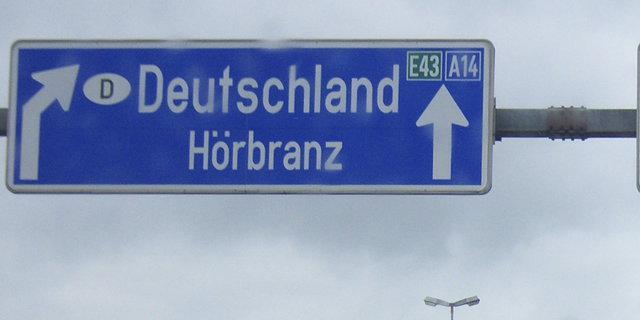 D Deutschland E43 A14
Hörbranz